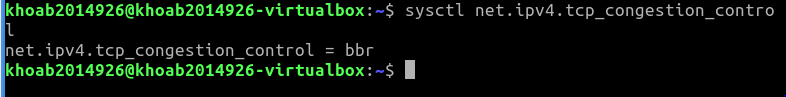 khoab2014926@khoab2014926-virtualbox:~$ sysctl net.ipv4.tcp_congestion_contro
l
net.ipv4.tcp_congestion_control = bbr
khoab2014926@khoab2014926-virtualbox:~$